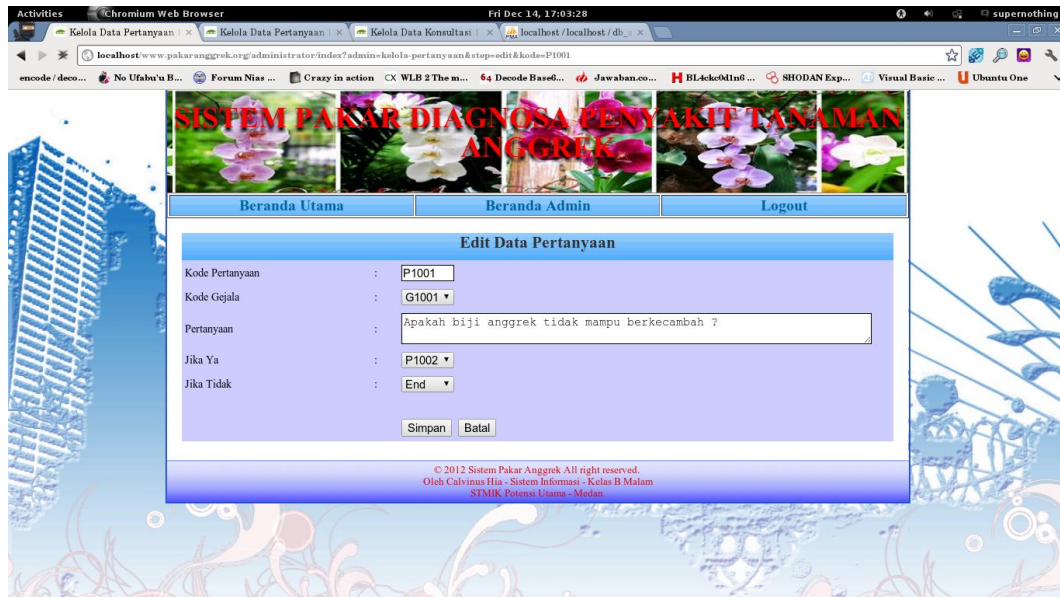 Activities Chromium Web Browser Fri Dec 14, 17:03:28 supernothing
Kelola Data Pertanyaan | × Kelola Data Pertanyaan | × Kelola Data Konsultasi | × localhost / localhost / db_ ×
localhost/www.pakaranggrek.org/administrator/index?admin=kelola-pertanyaan&step=edit&kode=P1001
encode / deco... No Ufabu'u B... Forum Nias ... Crazy in action CX WLB 2 The m... 64 Decode Base6... Jawaban.co... BL4ckc0d1n6 ... SHODAN Exp... Visual Basic ... Ubuntu One
SISTEM PAKAR DIAGNOSA PENYAKIT TANAMAN
ANGGREK
Beranda Utama Beranda Admin Logout
Edit Data Pertanyaan
Kode Pertanyaan : P1001
Kode Gejala : G1001
Pertanyaan : Apakah biji anggrek tidak mampu berkecambah ?
Jika Ya : P1002
Jika Tidak : End
Simpan Batal
© 2012 Sistem Pakar Anggrek All right reserved.
Oleh Calvinus Hia - Sistem Informasi - Kelas B Malam
STMIK Potensi Utama - Medan.